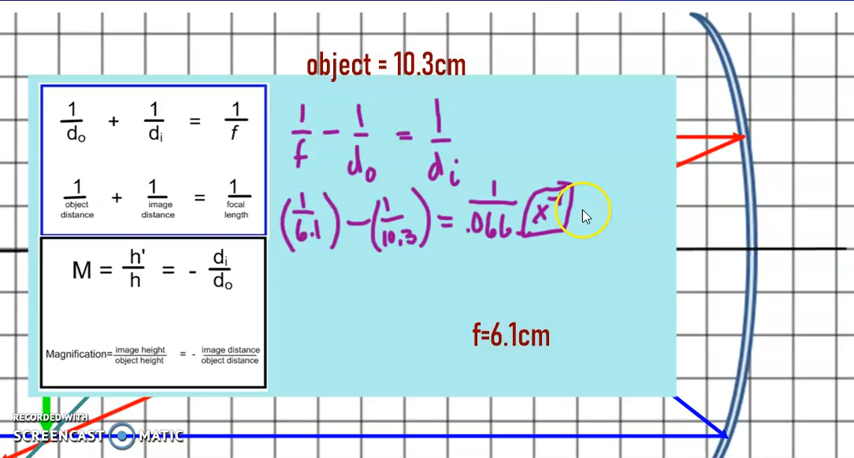 object = 10.3cm
1/dₒ + 1/dᵢ = 1/f
1/object distance + 1/image distance = 1/focal length
M = h'/h = - dᵢ/dₒ
Magnification= image height/object height = - image distance/object distance
1/f - 1/dₒ = 1/dᵢ
(1/6.1) - (1/10.3) = 1/.066 x⁻¹
f=6.1cm
RECORDED WITH
SCREENCAST MATIC